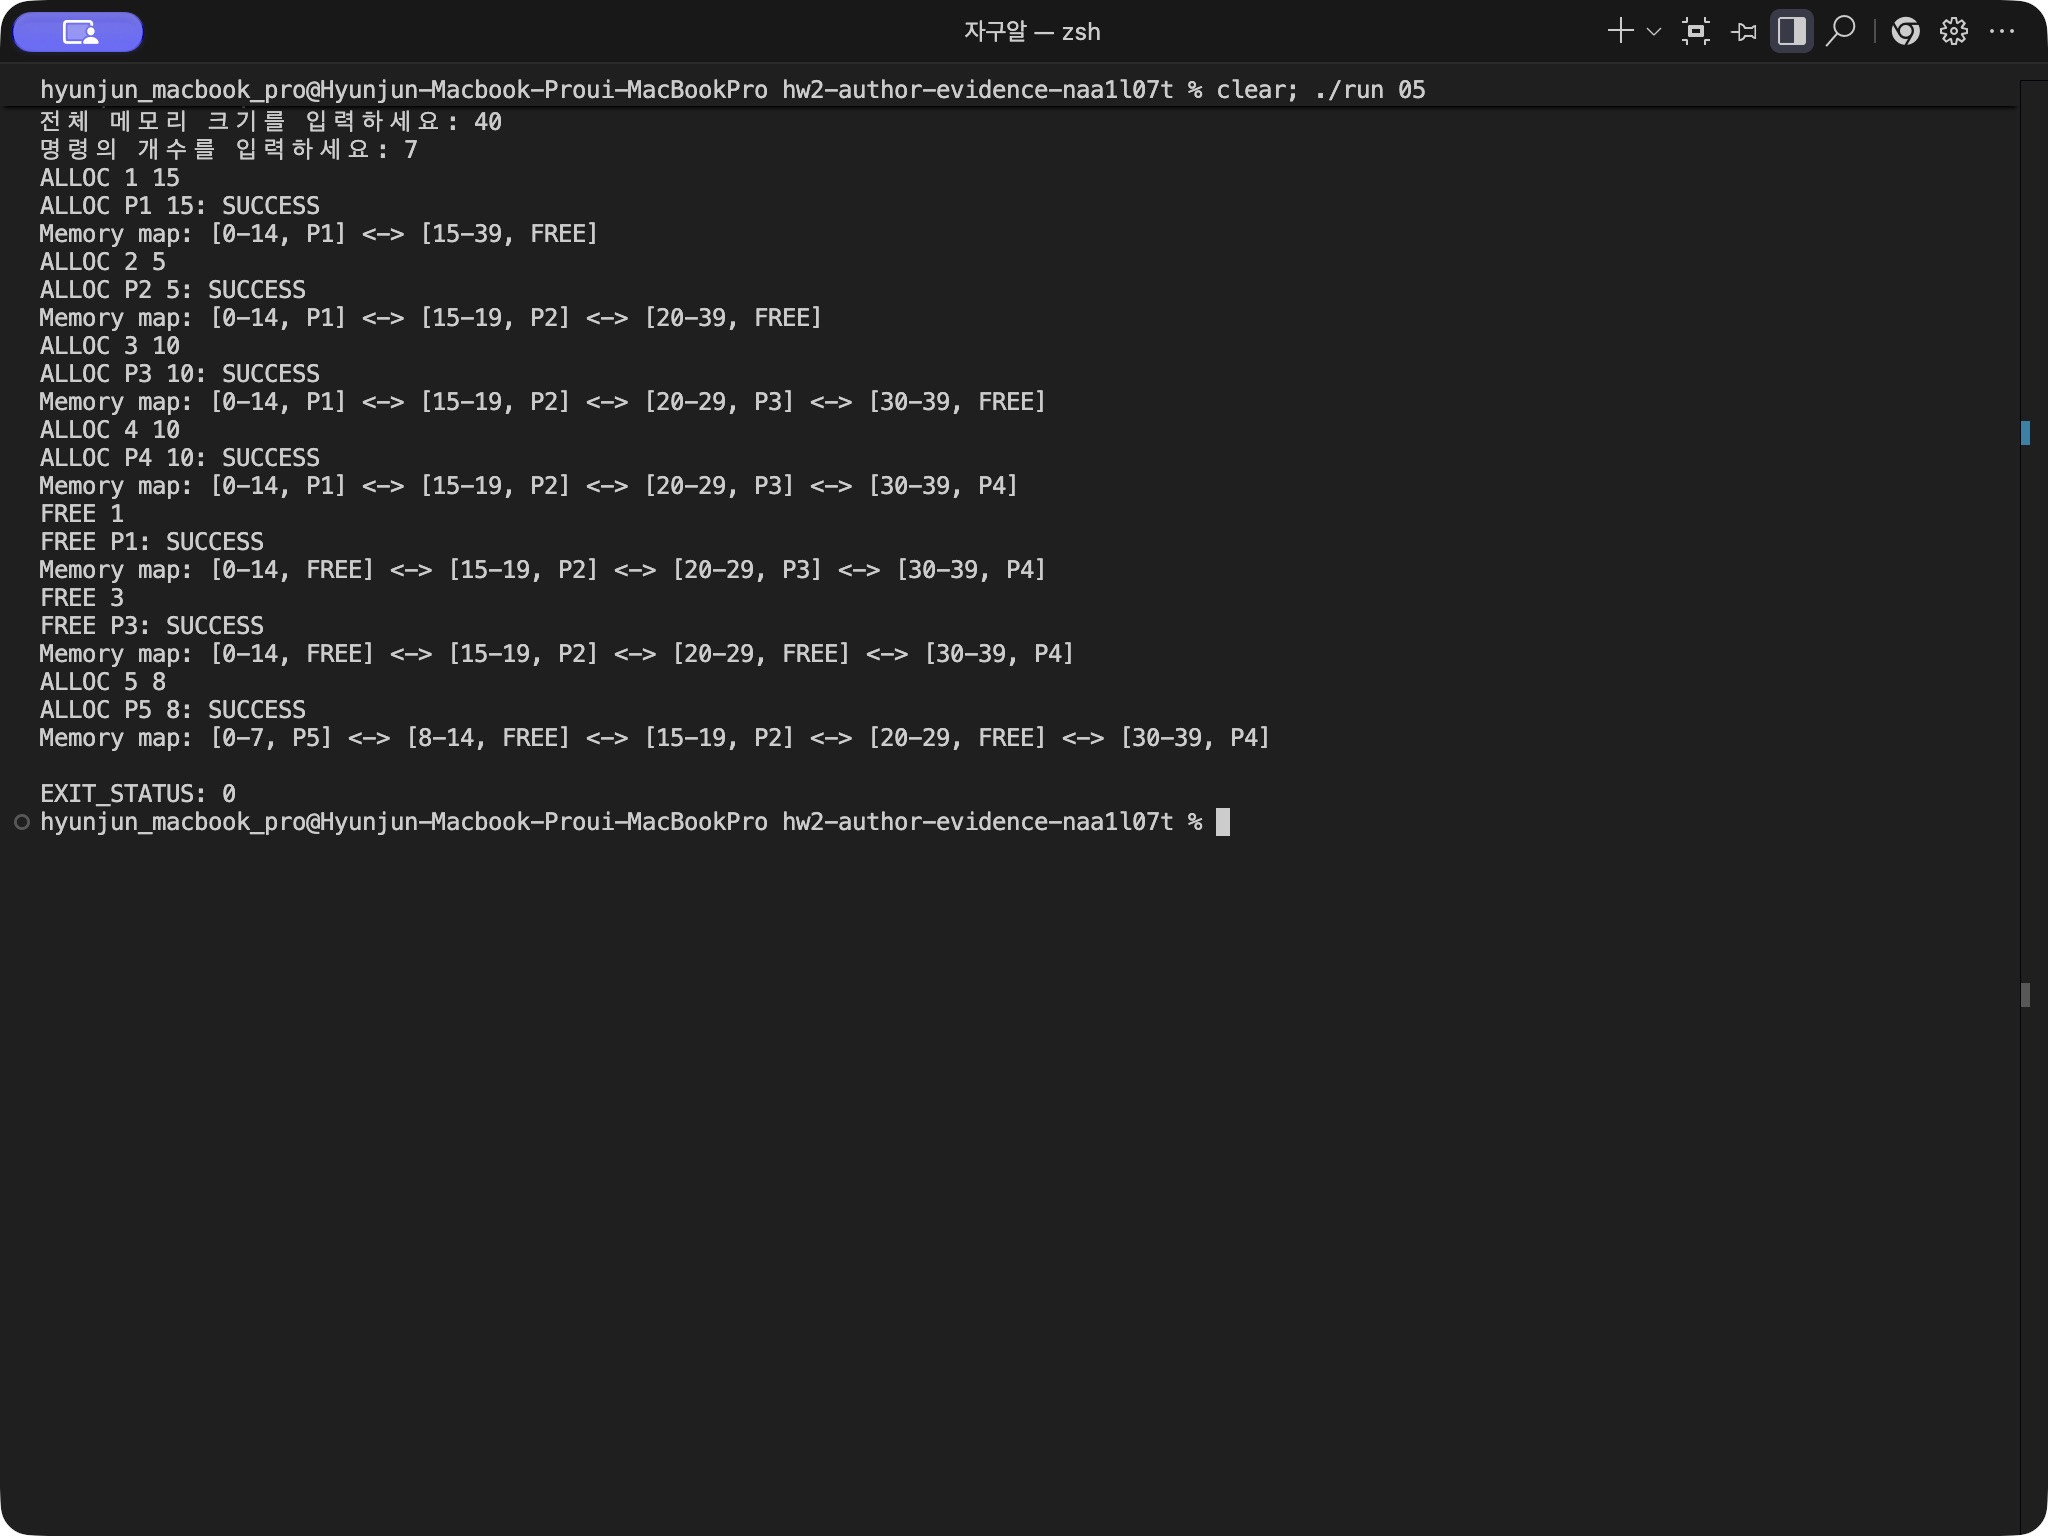 자구알 — zsh
hyunjun_macbook_pro@Hyunjun-Macbook-Proui-MacBookPro hw2-author-evidence-naa1l07t % clear; ./run 05
전체 메모리 크기를 입력하세요: 40
명령의 개수를 입력하세요: 7
ALLOC 1 15
ALLOC P1 15: SUCCESS
Memory map: [0-14, P1] <-> [15-39, FREE]
ALLOC 2 5
ALLOC P2 5: SUCCESS
Memory map: [0-14, P1] <-> [15-19, P2] <-> [20-39, FREE]
ALLOC 3 10
ALLOC P3 10: SUCCESS
Memory map: [0-14, P1] <-> [15-19, P2] <-> [20-29, P3] <-> [30-39, FREE]
ALLOC 4 10
ALLOC P4 10: SUCCESS
Memory map: [0-14, P1] <-> [15-19, P2] <-> [20-29, P3] <-> [30-39, P4]
FREE 1
FREE P1: SUCCESS
Memory map: [0-14, FREE] <-> [15-19, P2] <-> [20-29, P3] <-> [30-39, P4]
FREE 3
FREE P3: SUCCESS
Memory map: [0-14, FREE] <-> [15-19, P2] <-> [20-29, FREE] <-> [30-39, P4]
ALLOC 5 8
ALLOC P5 8: SUCCESS
Memory map: [0-7, P5] <-> [8-14, FREE] <-> [15-19, P2] <-> [20-29, FREE] <-> [30-39, P4]
EXIT_STATUS: 0
hyunjun_macbook_pro@Hyunjun-Macbook-Proui-MacBookPro hw2-author-evidence-naa1l07t %